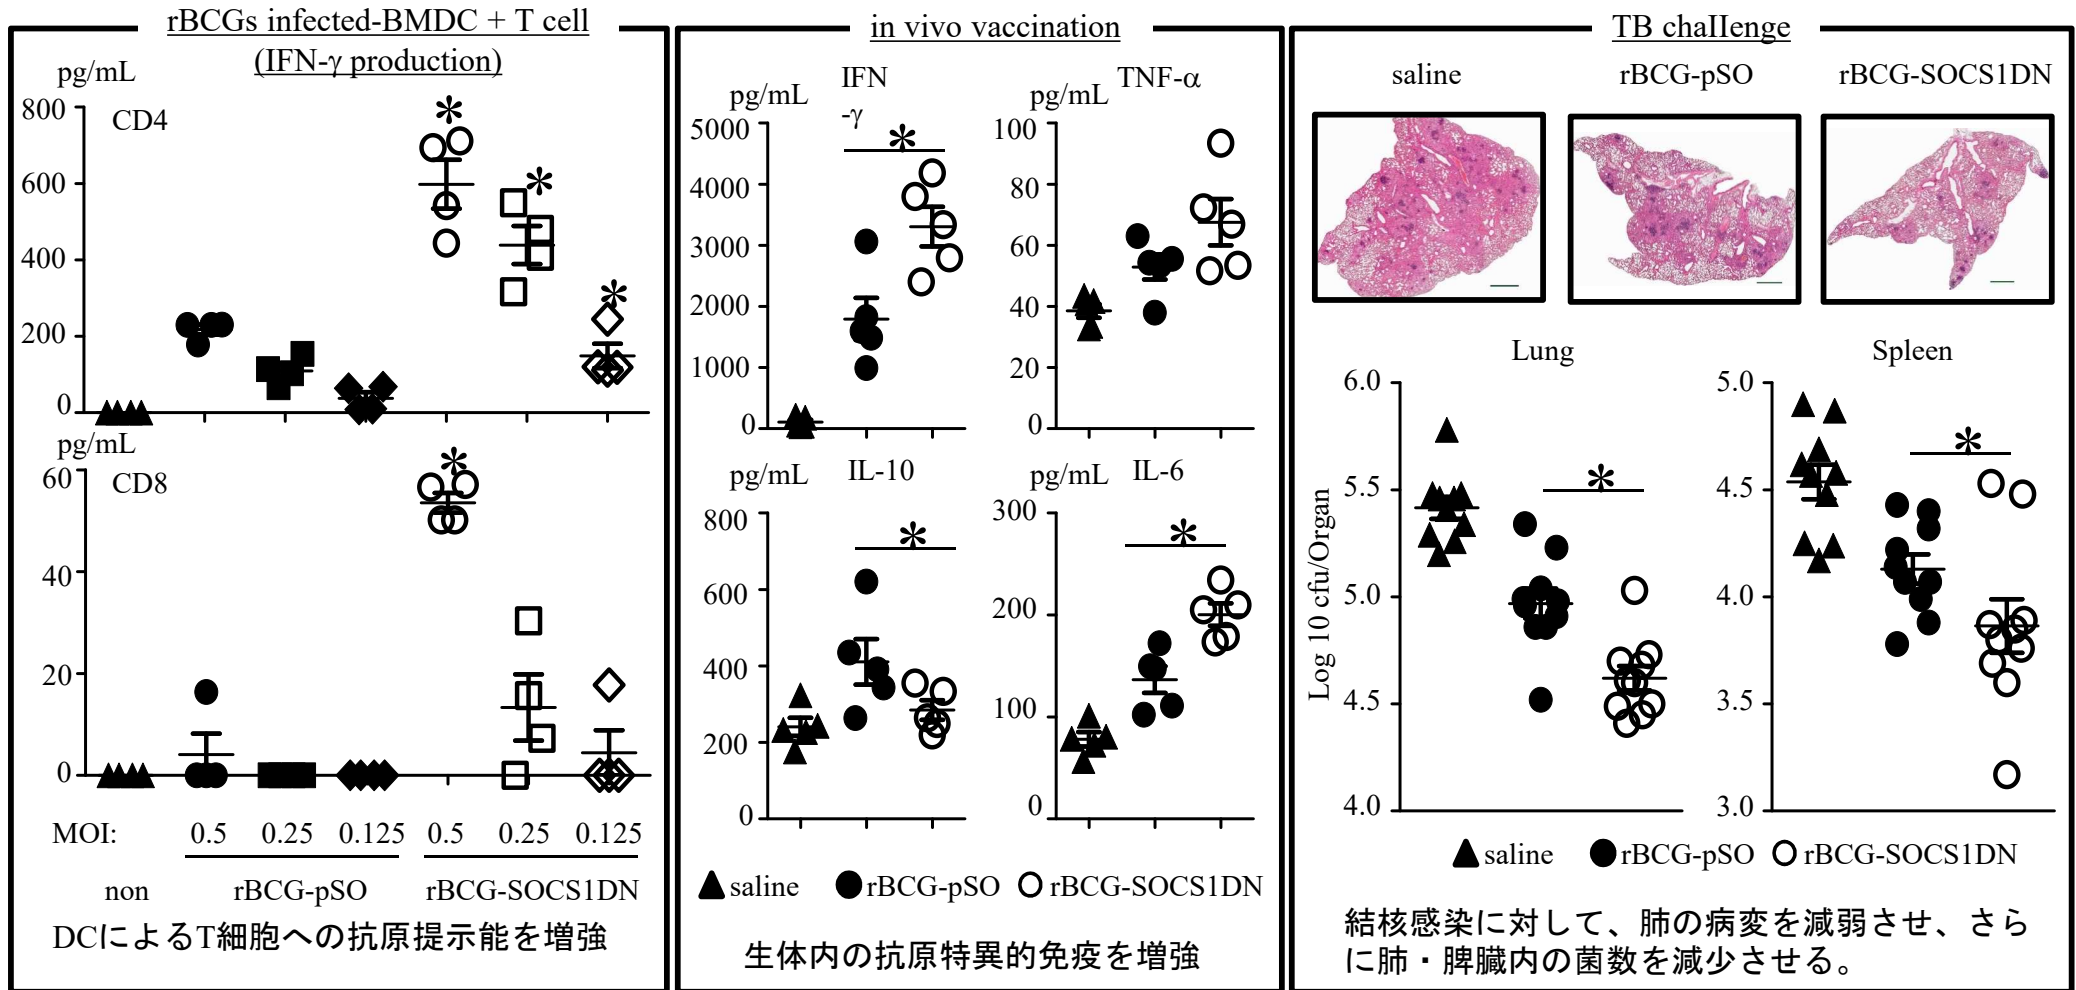 rBCGs infected-BMDC + T cell
(IFN-γ production)
pg/mL
CD4
800
600
400
200
0
pg/mL
CD8
60
40
20
0
*
*
*
*
MOI:
0.5 0.25 0.125 0.5 0.25 0.125
non rBCG-pSO rBCG-SOCS1DN
DCによるT細胞への抗原提示能を増強
in vivo vaccination
pg/mL
IFN
-γ
5000
4000
3000
2000
1000
0
*
pg/mL
TNF-α
100
80
60
40
20
0
pg/mL
IL-10
800
600
400
200
0
*
pg/mL
IL-6
300
200
100
0
*
saline rBCG-pSO rBCG-SOCS1DN
生体内の抗原特異的免疫を増強
TB chaIIenge
saline rBCG-pSO rBCG-SOCS1DN
Lung
Log 10 cfu/Organ
6.0
5.5
5.0
4.5
4.0
*
Spleen
5.0
4.5
4.0
3.5
3.0
*
saline rBCG-pSO rBCG-SOCS1DN
結核感染に対して、肺の病変を減弱させ、さら
に肺・脾臓内の菌数を減少させる。